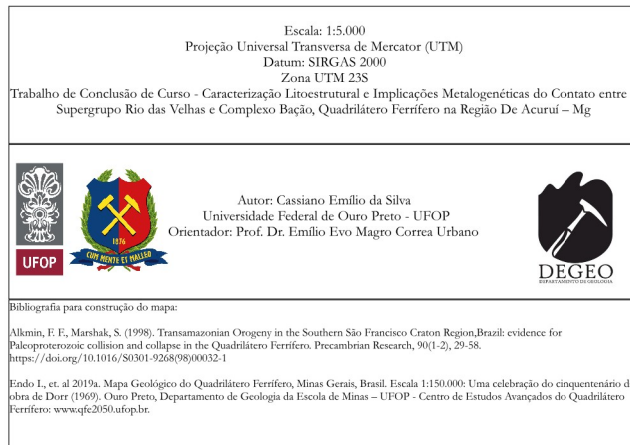 Escala: 1:5.000
Projeção Universal Transversa de Mercator (UTM)
Datum: SIRGAS 2000
Zona UTM 23S
Trabalho de Conclusão de Curso - Caracterização Litoestrutural e Implicações Metalogenéticas do Contato entre
Supergrupo Rio das Velhas e Complexo Bação, Quadrilátero Ferrífero na Região De Acuruí – Mg
UFOP
1876
CUM MENTE ET MALLEO
Autor: Cassiano Emílio da Silva
Universidade Federal de Ouro Preto - UFOP
Orientador: Prof. Dr. Emílio Evo Magro Correa Urbano
DEGEO
DEPARTAMENTO DE GEOLOGIA
Bibliografia para construção do mapa:
Alkmin, F. F., Marshak, S. (1998). Transamazonian Orogeny in the Southern São Francisco Craton Region,Brazil: evidence for
Paleoproterozoic collision and collapse in the Quadrilátero Ferrífero. Precambrian Research, 90(1-2), 29-58.
https://doi.org/10.1016/S0301-9268(98)00032-1
Endo I., et. al 2019a. Mapa Geológico do Quadrilátero Ferrífero, Minas Gerais, Brasil. Escala 1:150.000: Uma celebração do cinquentenário d
obra de Dorr (1969). Ouro Preto, Departamento de Geologia da Escola de Minas – UFOP - Centro de Estudos Avançados do Quadrilátero
Ferrífero: www.qfe2050.ufop.br.